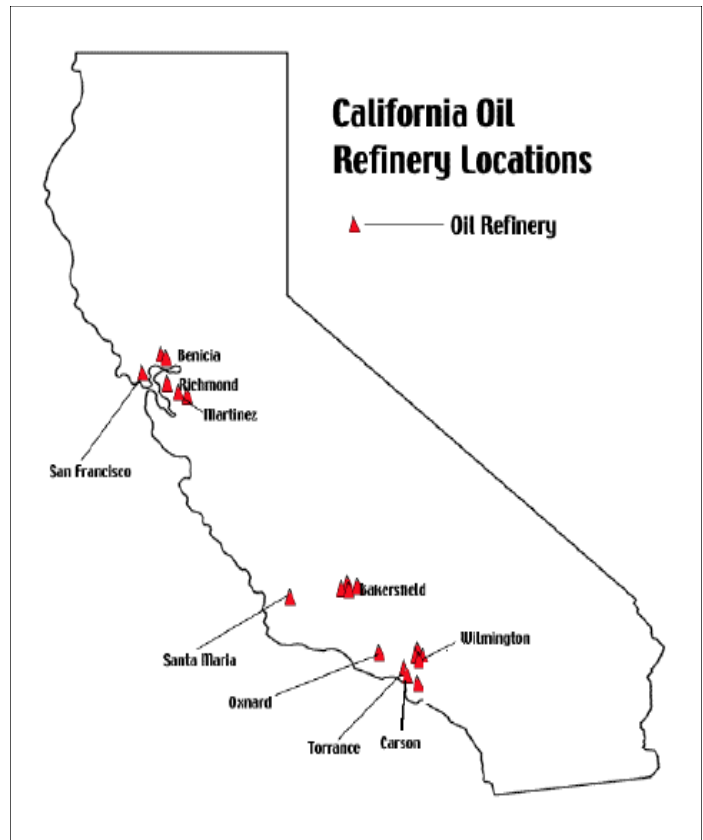 California Oil
Refinery Locations
Oil Refinery
Benicia
Richmond
Martinez
San Francisco
Bakersfield
Wilmington
Santa Maria
Oxnard
Carson
Torrance